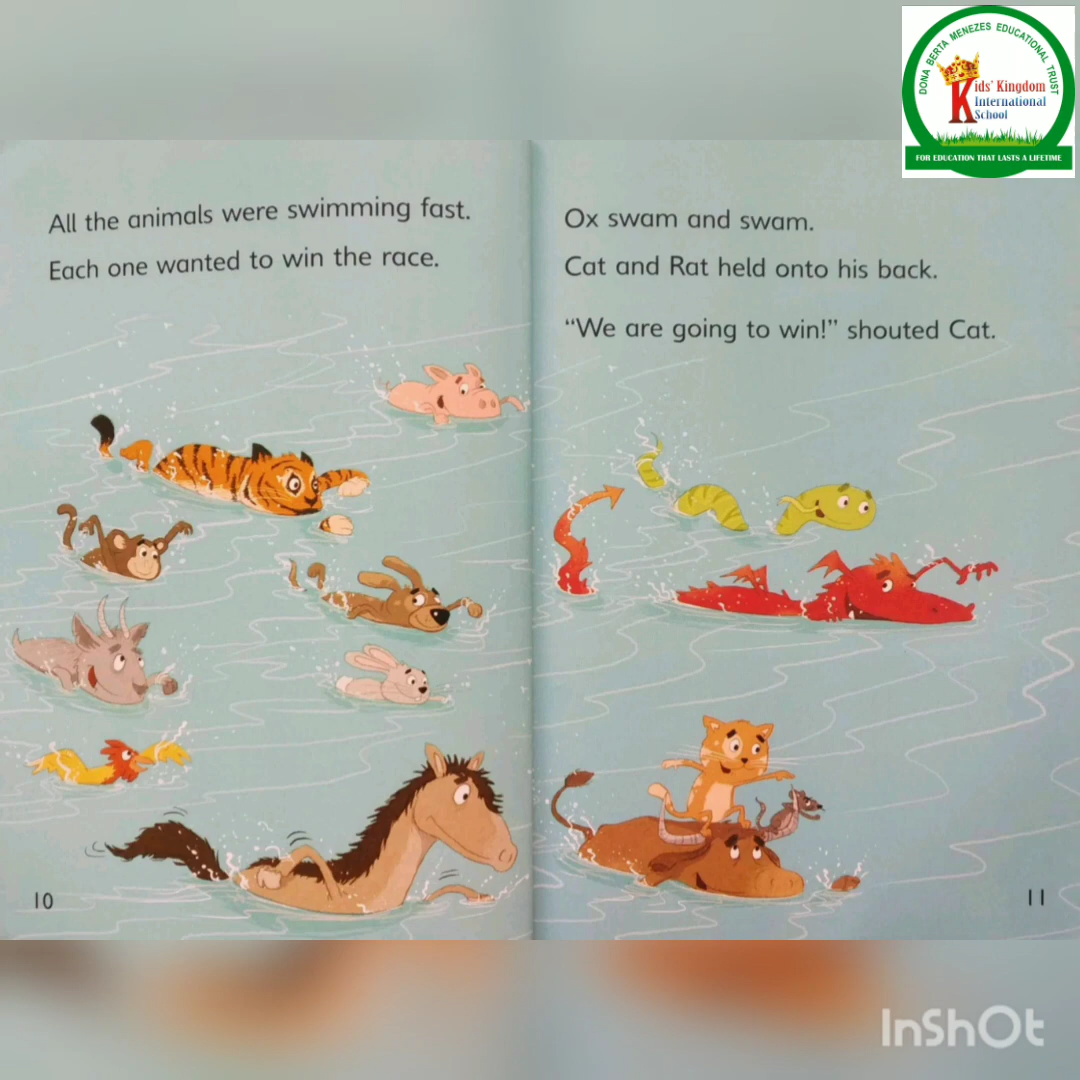 DONA BERTA MENEZES EDUCATIONAL TRUST
Kids' Kingdom
International
School
FOR EDUCATION THAT LASTS A LIFETIME
All the animals were swimming fast.
Each one wanted to win the race.
10
Ox swam and swam.
Cat and Rat held onto his back.
“We are going to win!” shouted Cat.
11
InShOt